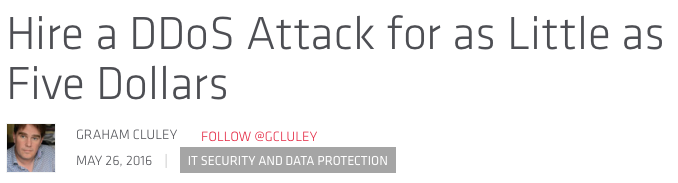 Hire a DDoS Attack for as Little as
Five Dollars
GRAHAM CLULEY FOLLOW @GCLULEY
MAY 26, 2016 | IT SECURITY AND DATA PROTECTION